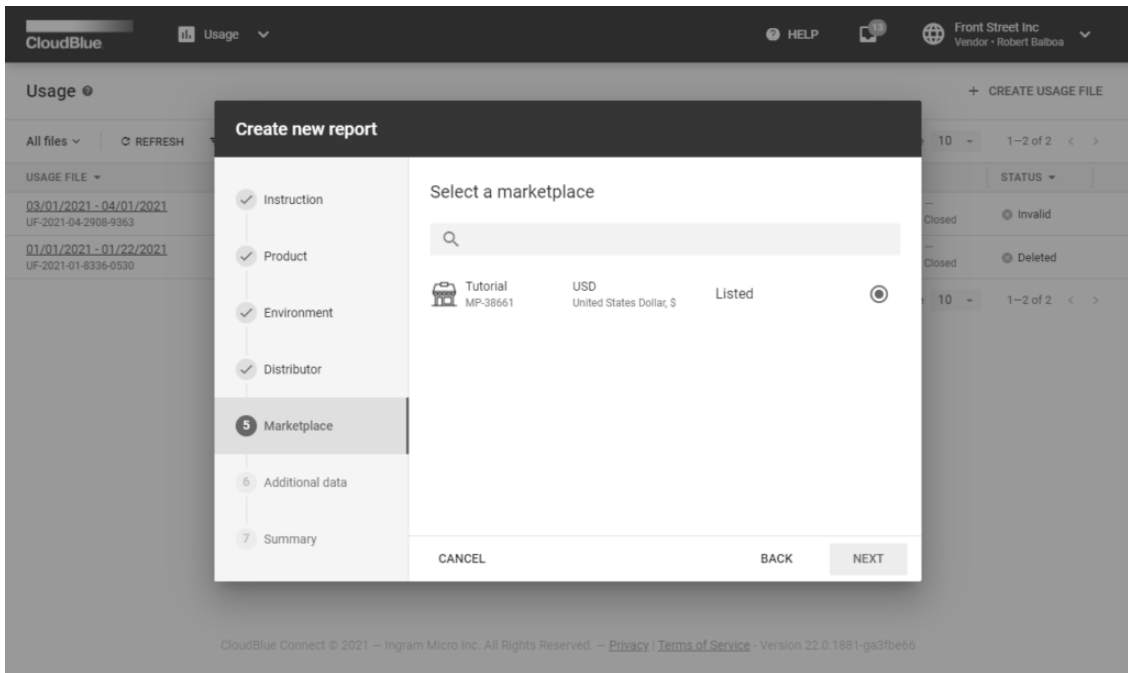 CloudBlue
Usage
HELP
13
Front Street Inc
Vendor • Robert Balboa
Usage
+ CREATE USAGE FILE
All files
REFRESH
10
1–2 of 2
USAGE FILE
STATUS
03/01/2021 - 04/01/2021
UF-2021-04-2908-9363
—
Closed
Invalid
01/01/2021 - 01/22/2021
UF-2021-01-8336-0530
—
Closed
Deleted
10
1–2 of 2
Create new report
Instruction
Product
Environment
Distributor
5 Marketplace
6 Additional data
7 Summary
Select a marketplace
Tutorial
MP-38661
USD
United States Dollar, $
Listed
CANCEL
BACK
NEXT
CloudBlue Connect © 2021 — Ingram Micro Inc. All Rights Reserved. — Privacy | Terms of Service - Version 22.0.1881-ga3fbe66